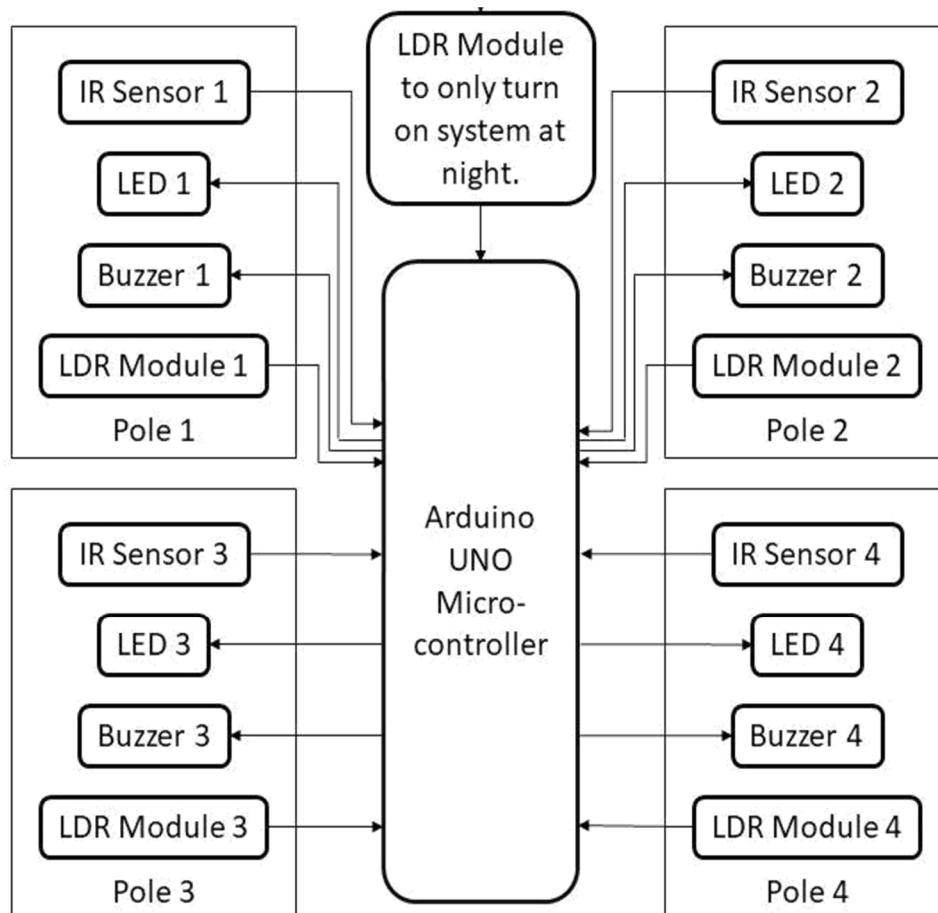 IR Sensor 1
LED 1
Buzzer 1
LDR Module 1
Pole 1
LDR Module
to only turn
on system at
night.
IR Sensor 2
LED 2
Buzzer 2
LDR Module 2
Pole 2
Arduino
UNO
Micro-
controller
IR Sensor 3
LED 3
Buzzer 3
LDR Module 3
Pole 3
IR Sensor 4
LED 4
Buzzer 4
LDR Module 4
Pole 4